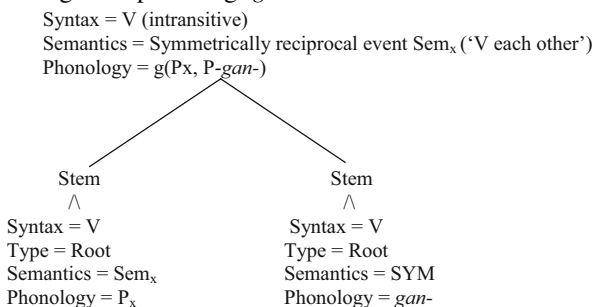 Syntax = V (intransitive)
Semantics = Symmetrically reciprocal event Semx (‘V each other’)
Phonology = g(Px, P-gan-)
Stem Stem
/\ /\
Syntax = V Syntax = V
Type = Root Type = Root
Semantics = Semx Semantics = SYM
Phonology = Px Phonology = gan-